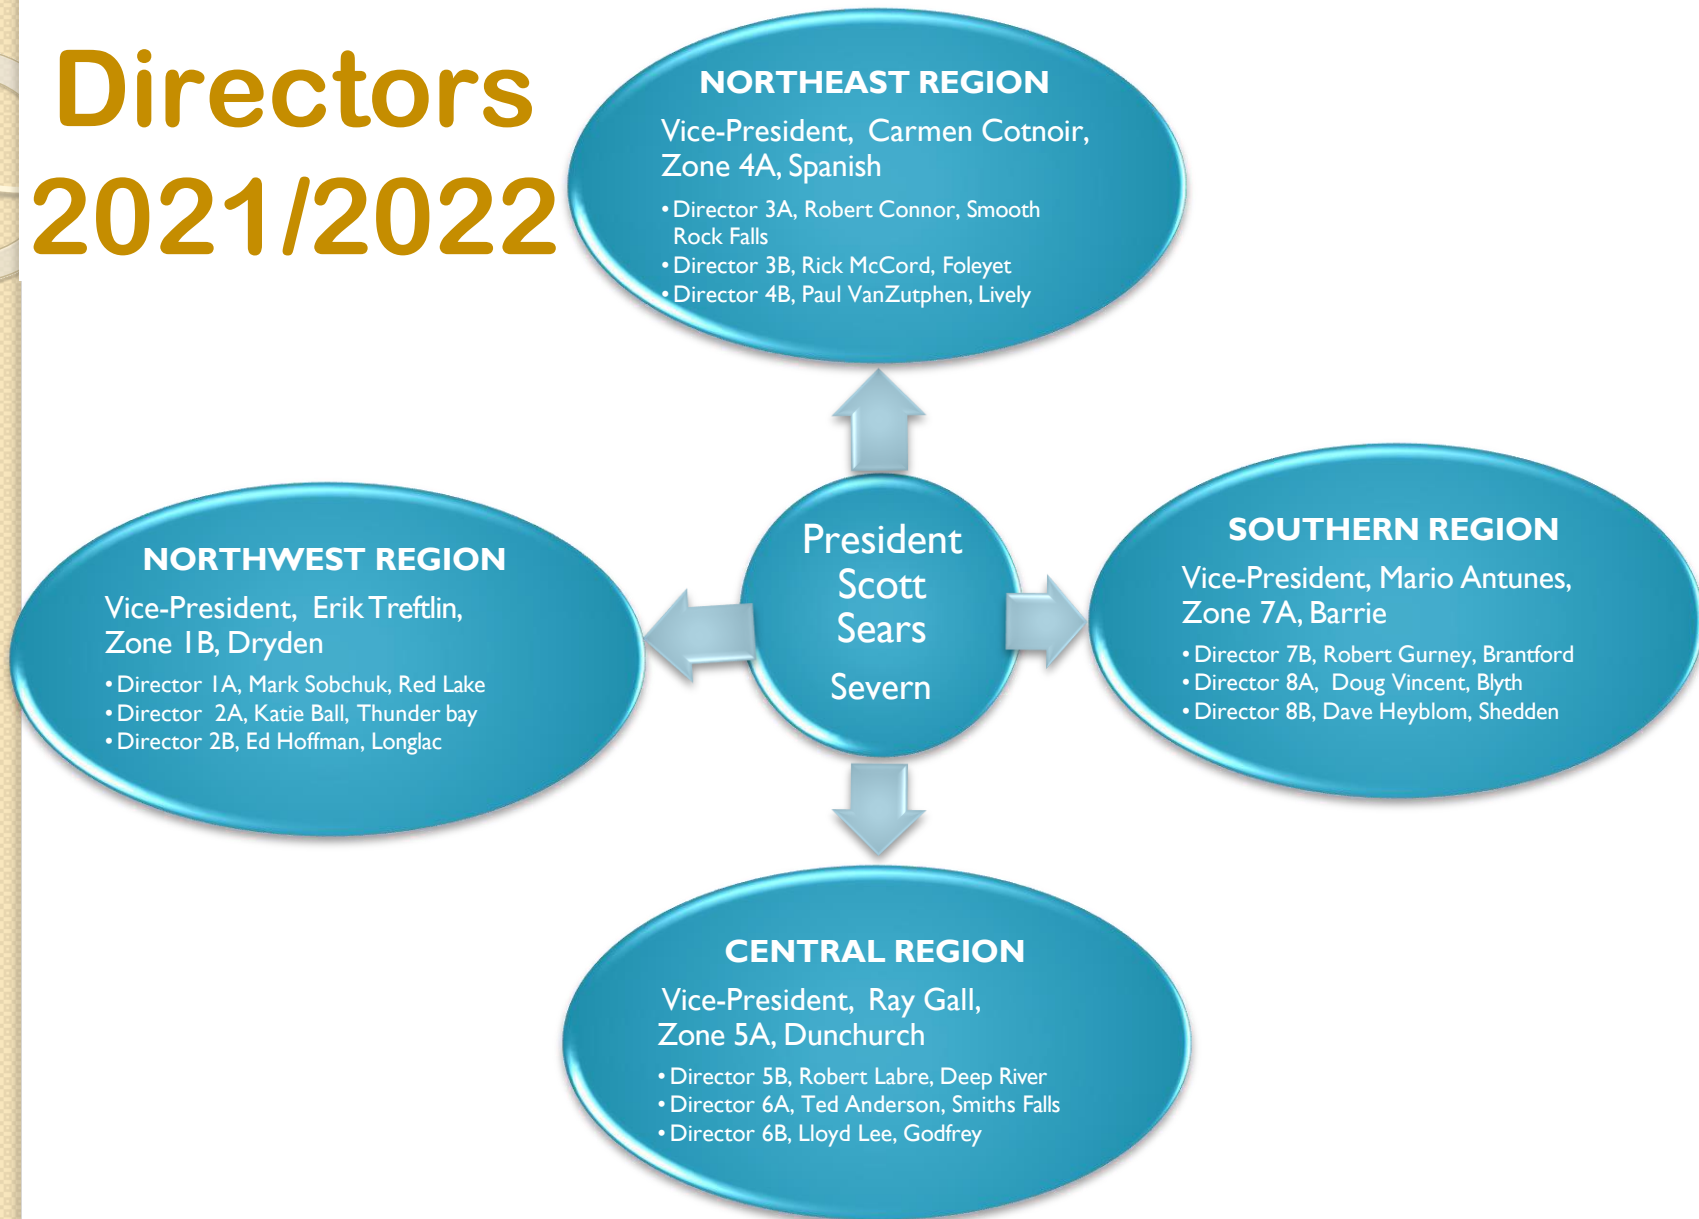 Directors
2021/2022
NORTHEAST REGION
Vice-President, Carmen Cotnoir,
Zone 4A, Spanish
• Director 3A, Robert Connor, Smooth
Rock Falls
• Director 3B, Rick McCord, Foleyet
• Director 4B, Paul VanZutphen, Lively
NORTHWEST REGION
Vice-President, Erik Treftlin,
Zone 1B, Dryden
• Director 1A, Mark Sobchuk, Red Lake
• Director 2A, Katie Ball, Thunder bay
• Director 2B, Ed Hoffman, Longlac
President
Scott
Sears
Severn
SOUTHERN REGION
Vice-President, Mario Antunes,
Zone 7A, Barrie
• Director 7B, Robert Gurney, Brantford
• Director 8A, Doug Vincent, Blyth
• Director 8B, Dave Heyblom, Shedden
CENTRAL REGION
Vice-President, Ray Gall,
Zone 5A, Dunchurch
• Director 5B, Robert Labre, Deep River
• Director 6A, Ted Anderson, Smiths Falls
• Director 6B, Lloyd Lee, Godfrey